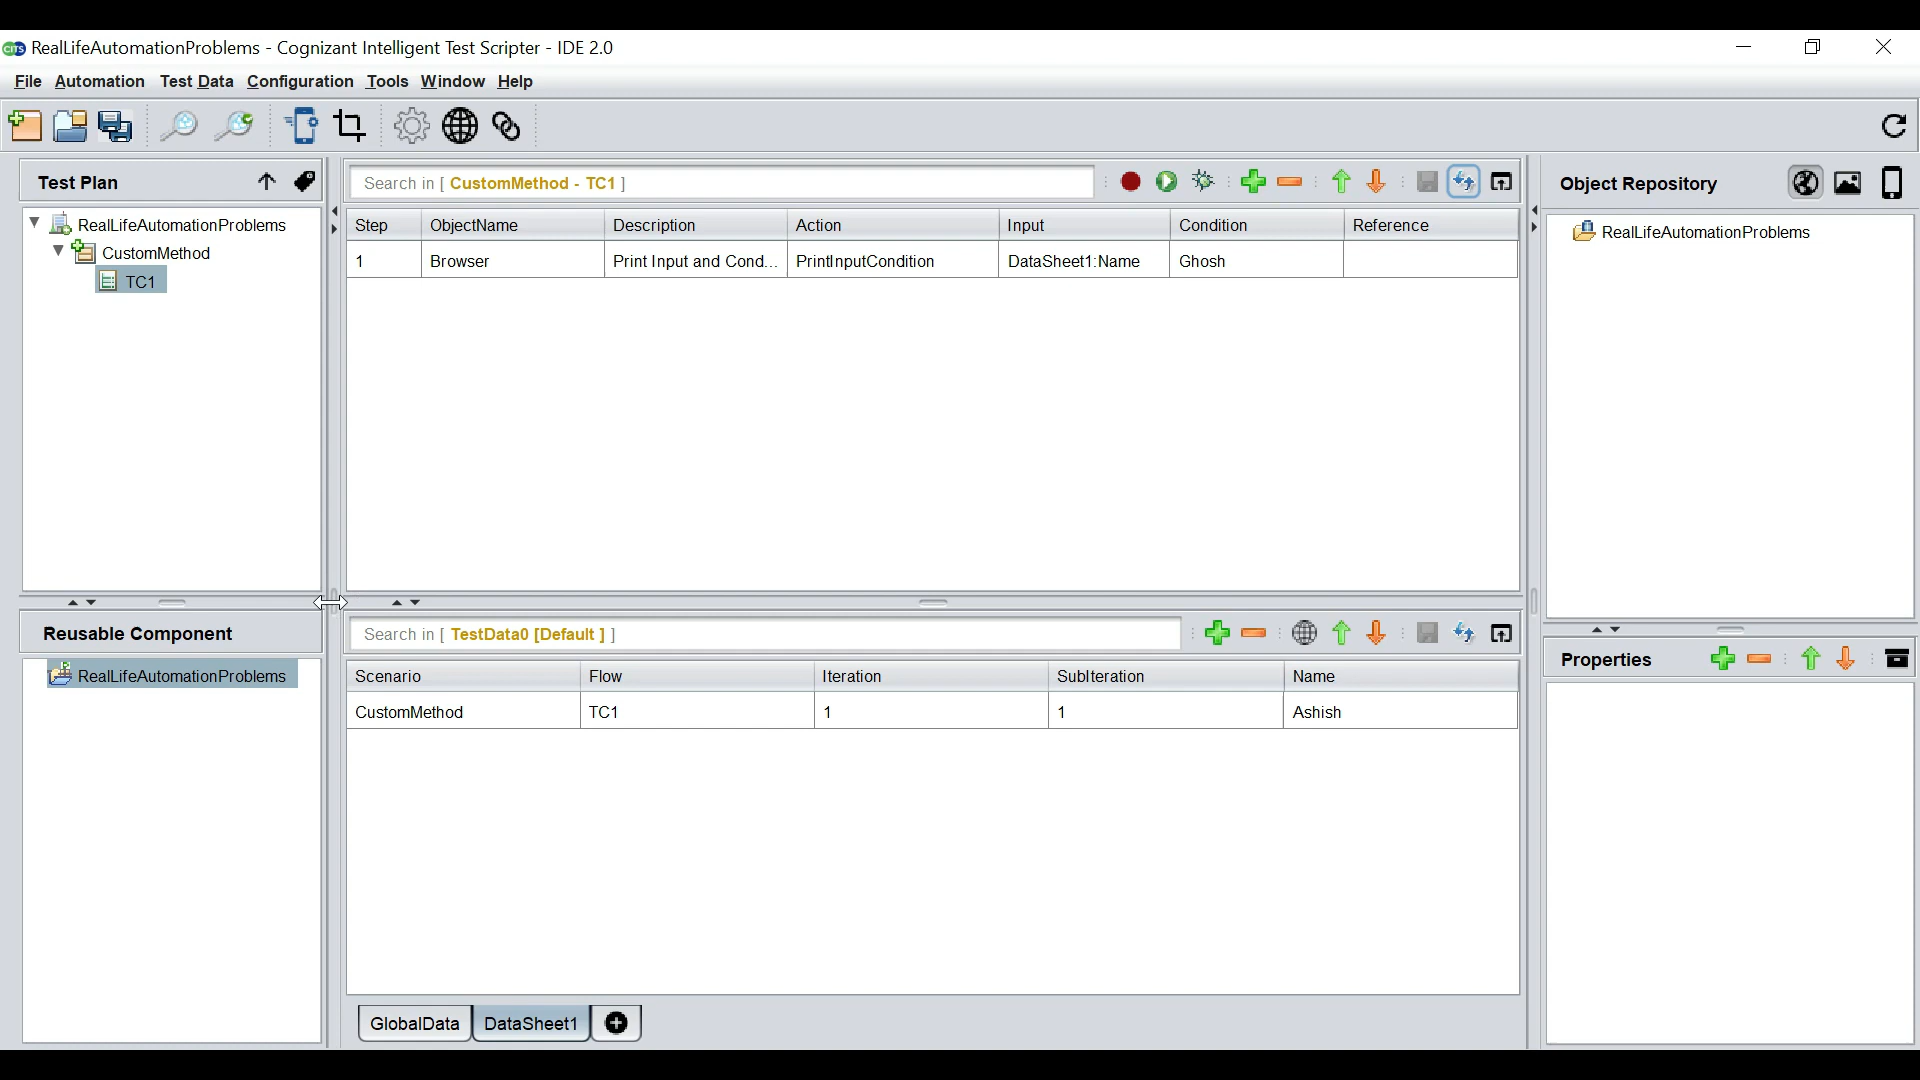 CITS RealLifeAutomationProblems - Cognizant Intelligent Test Scripter - IDE 2.0
File Automation Test Data Configuration Tools Window Help
Test Plan
RealLifeAutomationProblems
CustomMethod
TC1
Search in [ CustomMethod - TC1 ]
Step ObjectName Description Action Input Condition Reference
1 Browser Print Input and Cond... PrintInputCondition DataSheet1:Name Ghosh
Object Repository
RealLifeAutomationProblems
Reusable Component
RealLifeAutomationProblems
Search in [ TestData0 [Default ] ]
Scenario Flow Iteration SubIteration Name
CustomMethod TC1 1 1 Ashish
GlobalData DataSheet1
Properties